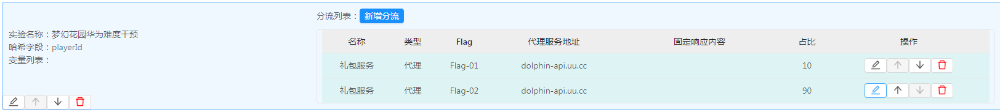 实验名称：梦幻花园华为难度干预
哈希字段：playerId
变量列表：
分流列表： 新增分流
名称 类型 Flag 代理服务地址 固定响应内容 占比 操作
礼包服务 代理 Flag-01 dolphin-api.uu.cc 10
礼包服务 代理 Flag-02 dolphin-api.uu.cc 90